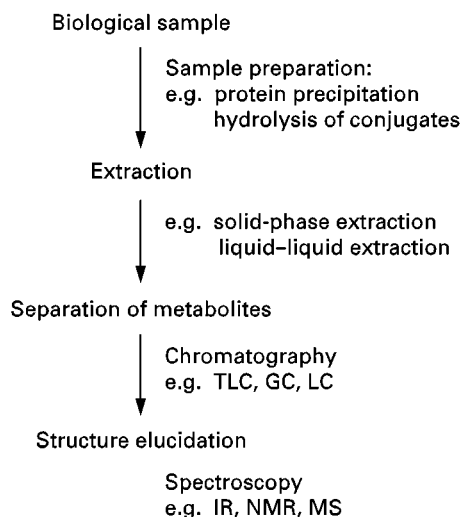 Biological sample
Sample preparation:
e.g. protein precipitation
hydrolysis of conjugates
Extraction
e.g. solid-phase extraction
liquid–liquid extraction
Separation of metabolites
Chromatography
e.g. TLC, GC, LC
Structure elucidation
Spectroscopy
e.g. IR, NMR, MS